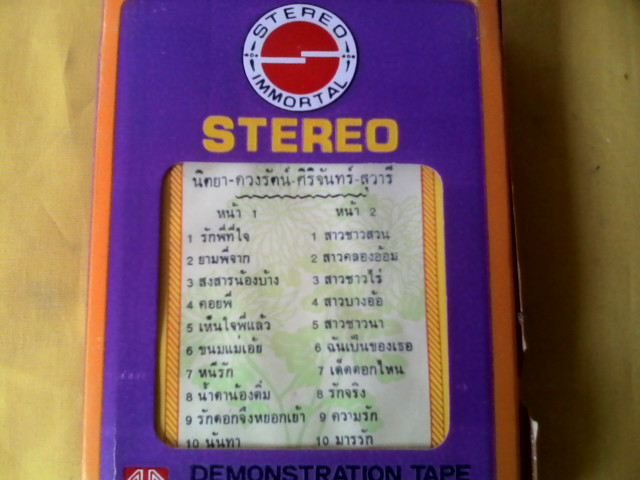 STEREO
IMMORTAL
STEREO
นิตยา-ดวงรัตน์-ศิริจันทร์-สุวารี
หน้า 1
1 รักพี่ที่ใจ
2 ยามพี่จาก
3 สงสารน้องบ้าง
4 คอยพี่
5 เห็นใจพี่แล้ว
6 ขนมแม่เอ้ย
7 หนีรัก
8 น้ำตาน้องดื่ม
9 รักดอกจึงหยอกเย้า
10 นันทา
หน้า 2
1 สาวชาวสวน
2 สาวคลองอ้อม
3 สาวชาวไร่
4 สาวบางอ้อ
5 สาวชาวนา
6 ฉันเป็นของเธอ
7 เด็ดดอกไหน
8 รักจริง
9 ความรัก
10 มารรัก
DEMONSTRATION TAPE